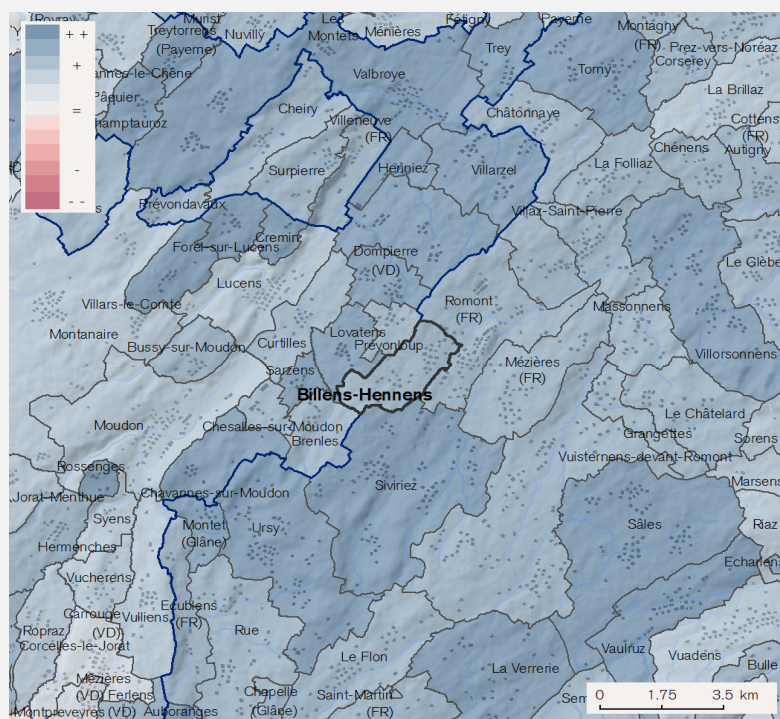 Rovray
Murist
Treytorrens
(Payerne)
Nuvilly
Les
Montets
Ménières
Fétigny
Trey
Payerne
Montagny
(FR)
Prez-vers-Noréaz
Corserey
Torny
Valbroye
+ +
+
=
-
- -
Pâquier
Cheiry
Villeneuve
(FR)
Châtonnaye
La Brillaz
Cottens
(FR)
Chénens
Autigny
La Folliaz
Surpierre
Henniez
Villarzel
Prévondavaux
Villaz-Saint-Pierre
Cremin
Forel-sur-Lucens
Dompierre
(VD)
Lucens
Le Glèbe
Villars-le-Comte
Romont
(FR)
Massonnens
Montanaire
Lovatens
Prévonloup
Curtilles
Bussy-sur-Moudon
Sarzens
Mézières
(FR)
Villorsonnens
Billens-Hennens
Moudon
Chesalles-sur-Moudon
Brenles
Le Châtelard
Grangettes
Sorens
Vuisternens-devant-Romont
Rossenges
Jorat-Menthue
Chavannes-sur-Moudon
Siviriez
Marsens
Syens
Montet
(Glâne)
Ursy
Sâles
Riaz
Hermenches
Echarlens
Vucherens
Carrouge
(VD)
Vulliens
Ecublens
(FR)
Ropraz
Corcelles-le-Jorat
Rue
Le Flon
Vaulruz
Vuadens
Bulle
La Verrerie
Mézières
(VD)
Ferlens
Chapelle
(Glâne)
Saint-Martin
(FR)
Montpreveyres (VD)
Auboranges
0 1.75 3.5 km